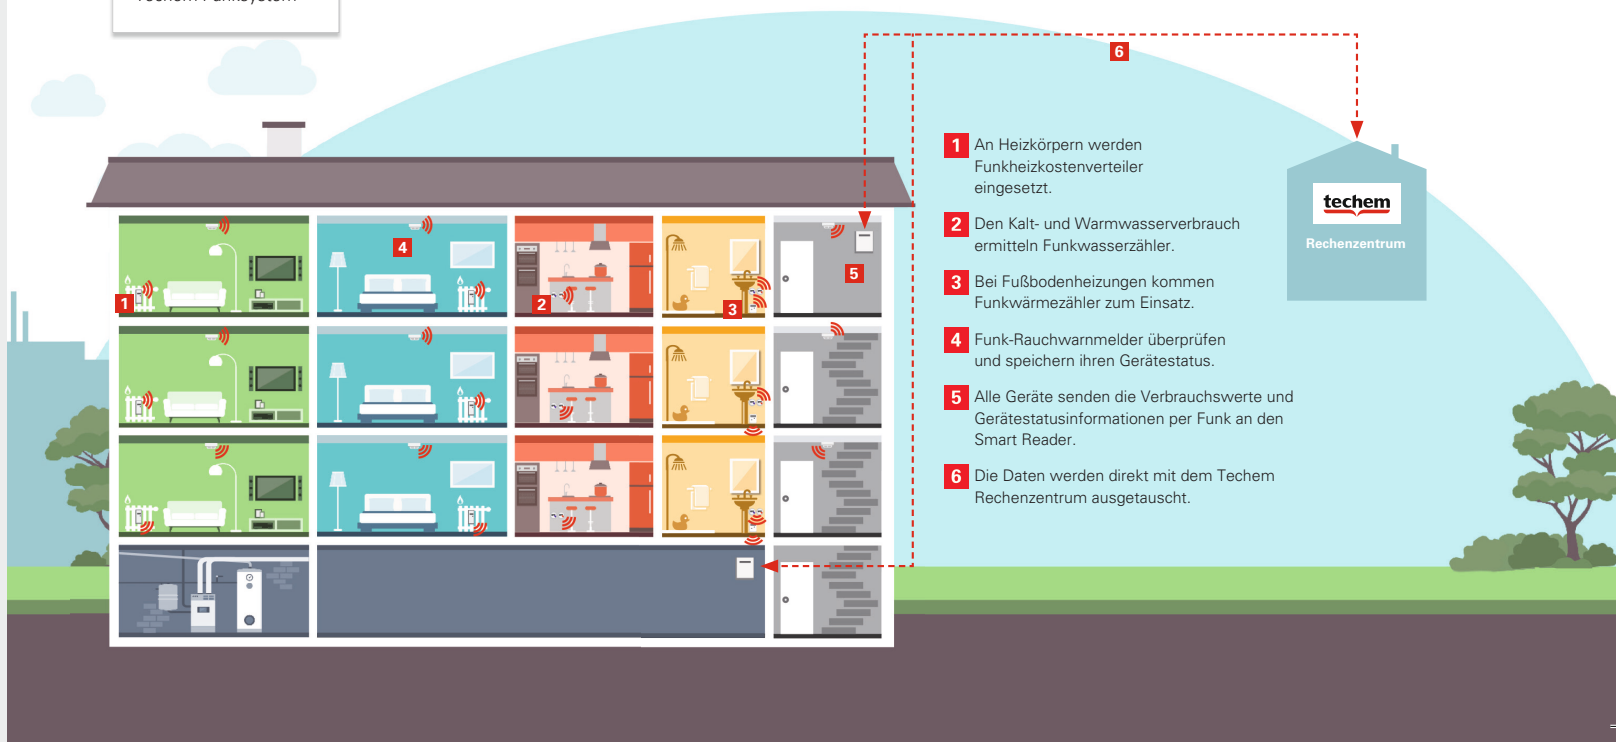 Techem Funksystem
6
1 An Heizkörpern werden
Funkheizkostenverteiler
eingesetzt.
2 Den Kalt- und Warmwasserverbrauch
ermitteln Funkwasserzähler.
3 Bei Fußbodenheizungen kommen
Funkwärmezähler zum Einsatz.
4 Funk-Rauchwarnmelder überprüfen
und speichern ihren Gerätestatus.
5 Alle Geräte senden die Verbrauchswerte und
Gerätestatusinformationen per Funk an den
Smart Reader.
6 Die Daten werden direkt mit dem Techem
Rechenzentrum ausgetauscht.
techem
Rechenzentrum
4
5
1
2
3